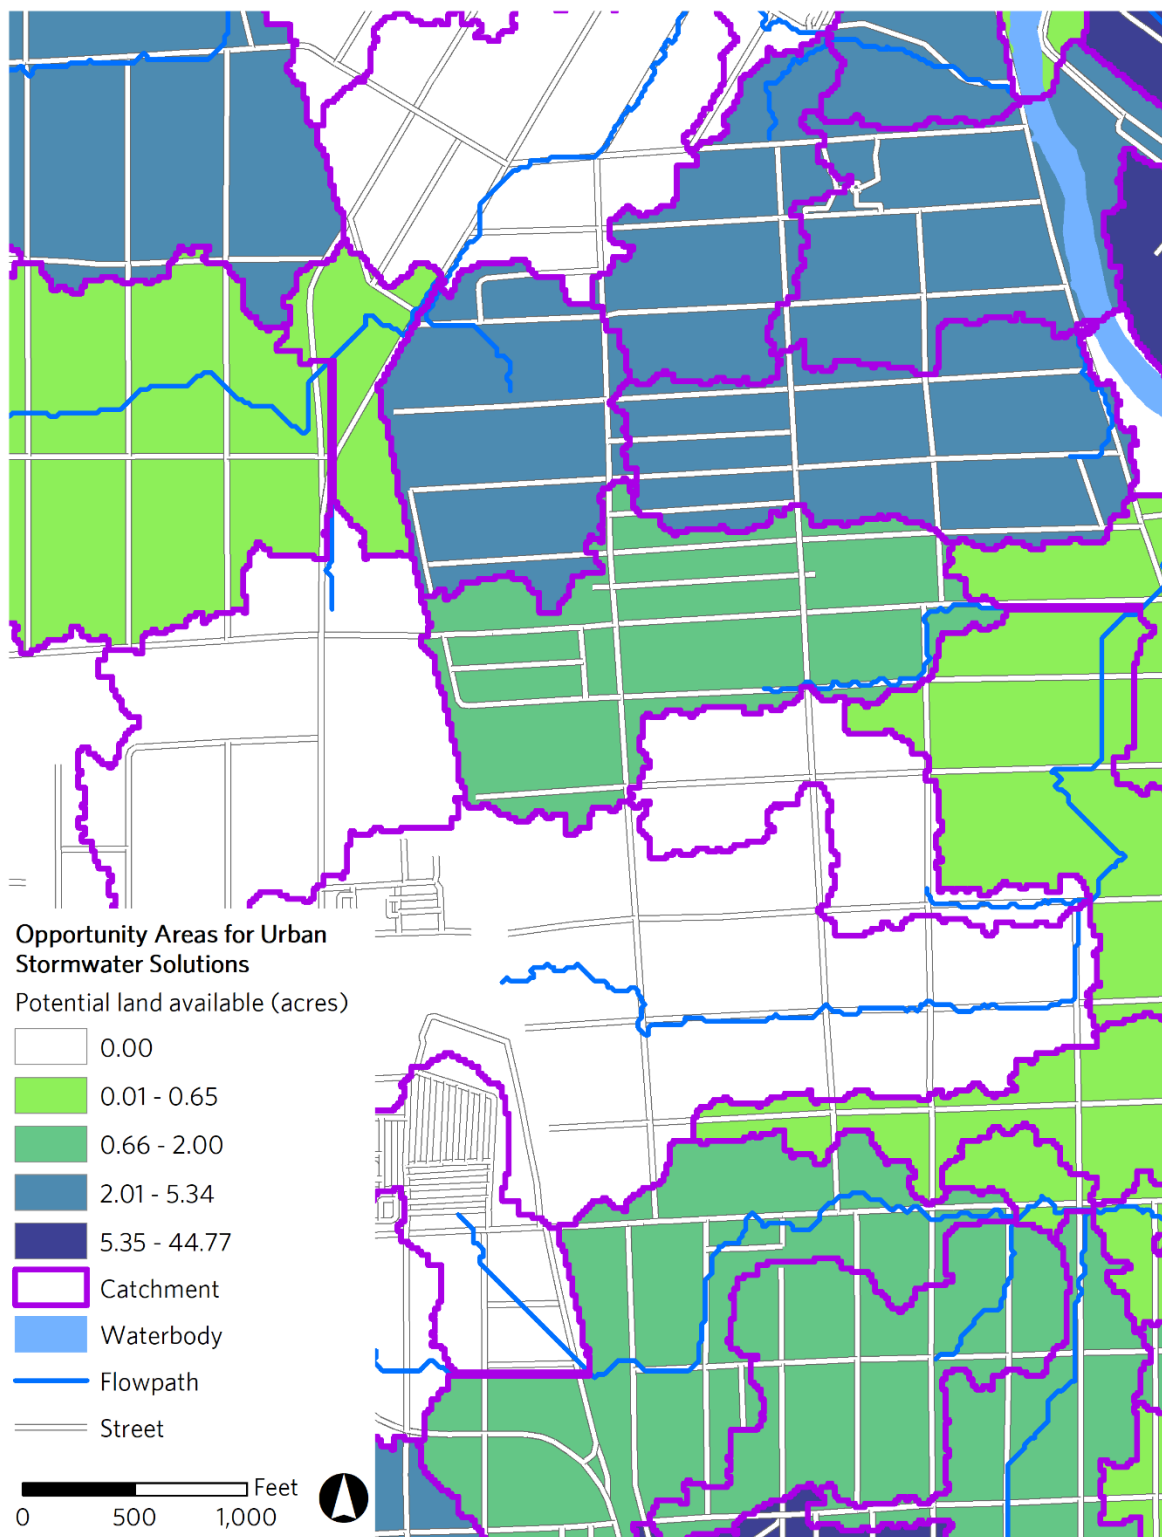 Opportunity Areas for Urban
Stormwater Solutions
Potential land available (acres)
0.00
0.01 - 0.65
0.66 - 2.00
2.01 - 5.34
5.35 - 44.77
Catchment
Waterbody
Flowpath
Street
Feet
0 500 1,000